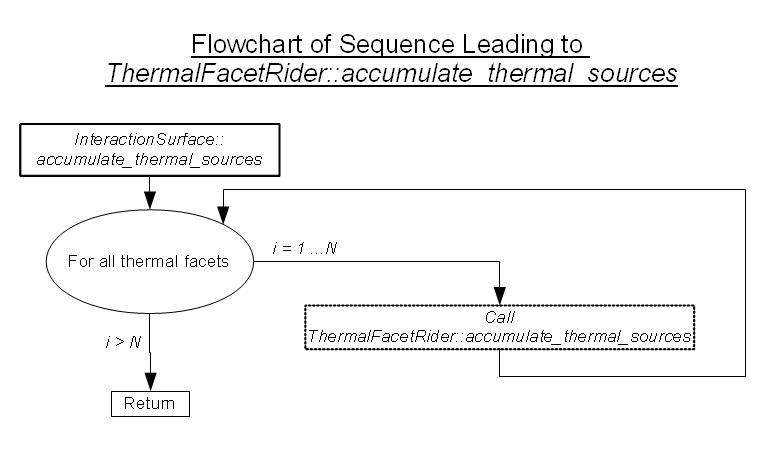 Flowchart of Sequence Leading to
ThermalFacetRider::accumulate_thermal_sources
InteractionSurface::
accumulate_thermal_sources
For all thermal facets
i = 1 ...N
Call
ThermalFacetRider::accumulate_thermal_sources
i > N
Return